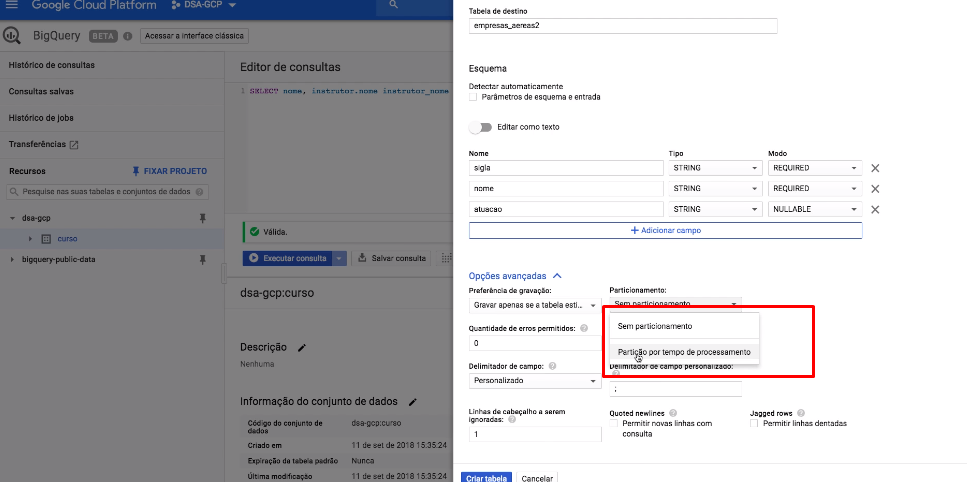 Google Cloud Platform
DSA-GCP
BigQuery
BETA
Acessar a interface clássica
Histórico de consultas
Consultas salvas
Histórico de jobs
Transferências
Recursos
FIXAR PROJETO
Pesquise nas suas tabelas e conjuntos de dados
dsa-gcp
curso
bigquery-public-data
Editor de consultas
1 SELECT nome, instrutor.nome instrutor_nome
Válida.
Executar consulta
Salvar consulta
dsa-gcp:curso
Descrição
Nenhuma
Informação do conjunto de dados
Código do conjunto de dados
dsa-gcp:curso
Criado em
11 de set de 2018 15:35:24
Expiração da tabela padrão
Nunca
Última modificação
11 de set de 2018 15:35:24
Tabela de destino
empresas_aereas2
Esquema
Detectar automaticamente
Parâmetros de esquema e entrada
Editar como texto
Nome Tipo Modo
sigla STRING REQUIRED
nome STRING REQUIRED
atuacao STRING NULLABLE
+ Adicionar campo
Opções avançadas
Preferência de gravação:
Gravar apenas se a tabela esti...
Particionamento:
Sem particionamento
Sem particionamento
Partição por tempo de processamento
Quantidade de erros permitidos:
0
Delimitador de campo:
Personalizado
Delimitador de campo personalizado:
;
Linhas de cabeçalho a serem
ignoradas:
1
Quoted newlines
Permitir novas linhas com
consulta
Jagged rows
Permitir linhas dentadas
Criar tabela
Cancelar